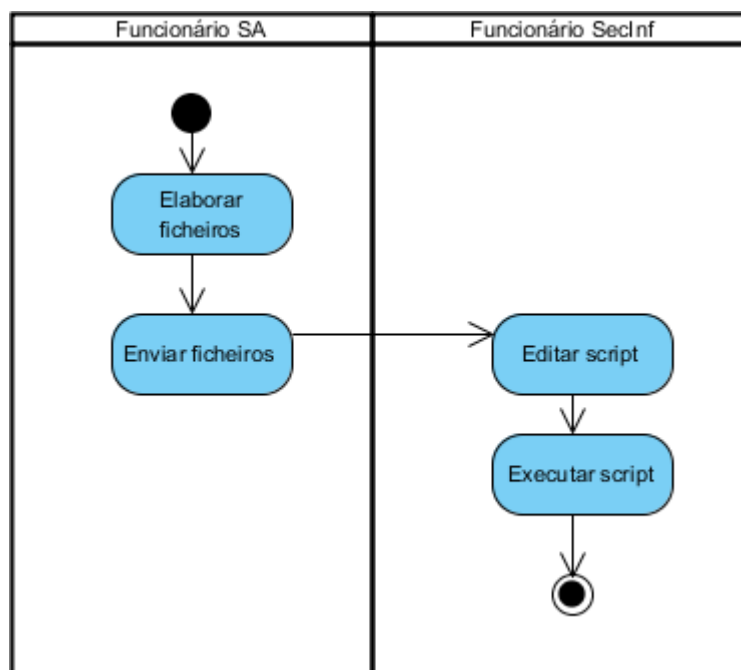 Funcionário SA
Funcionário SecInf
Elaborar
ficheiros
Enviar ficheiros
Editar script
Executar script